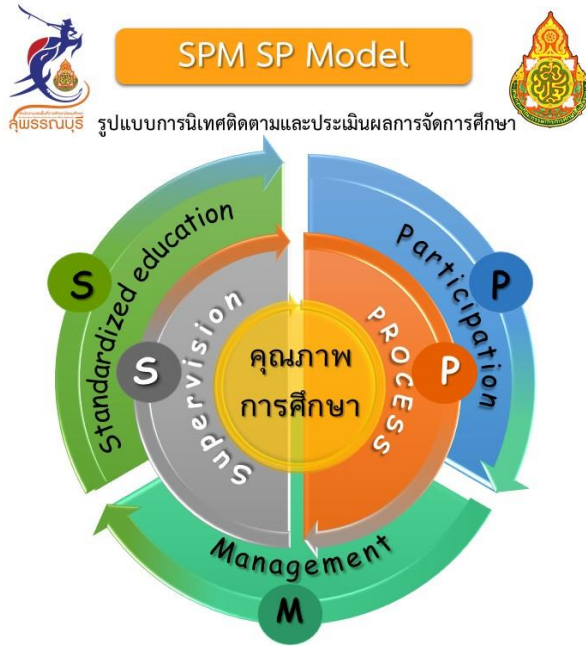 SPM SP Model
สุพรรณบุรี
รูปแบบการนิเทศติดตามและประเมินผลการจัดการศึกษา
S
Standardized education
P
Participation
S
Supervision
P
PROCESS
คุณภาพ
การศึกษา
Management
M